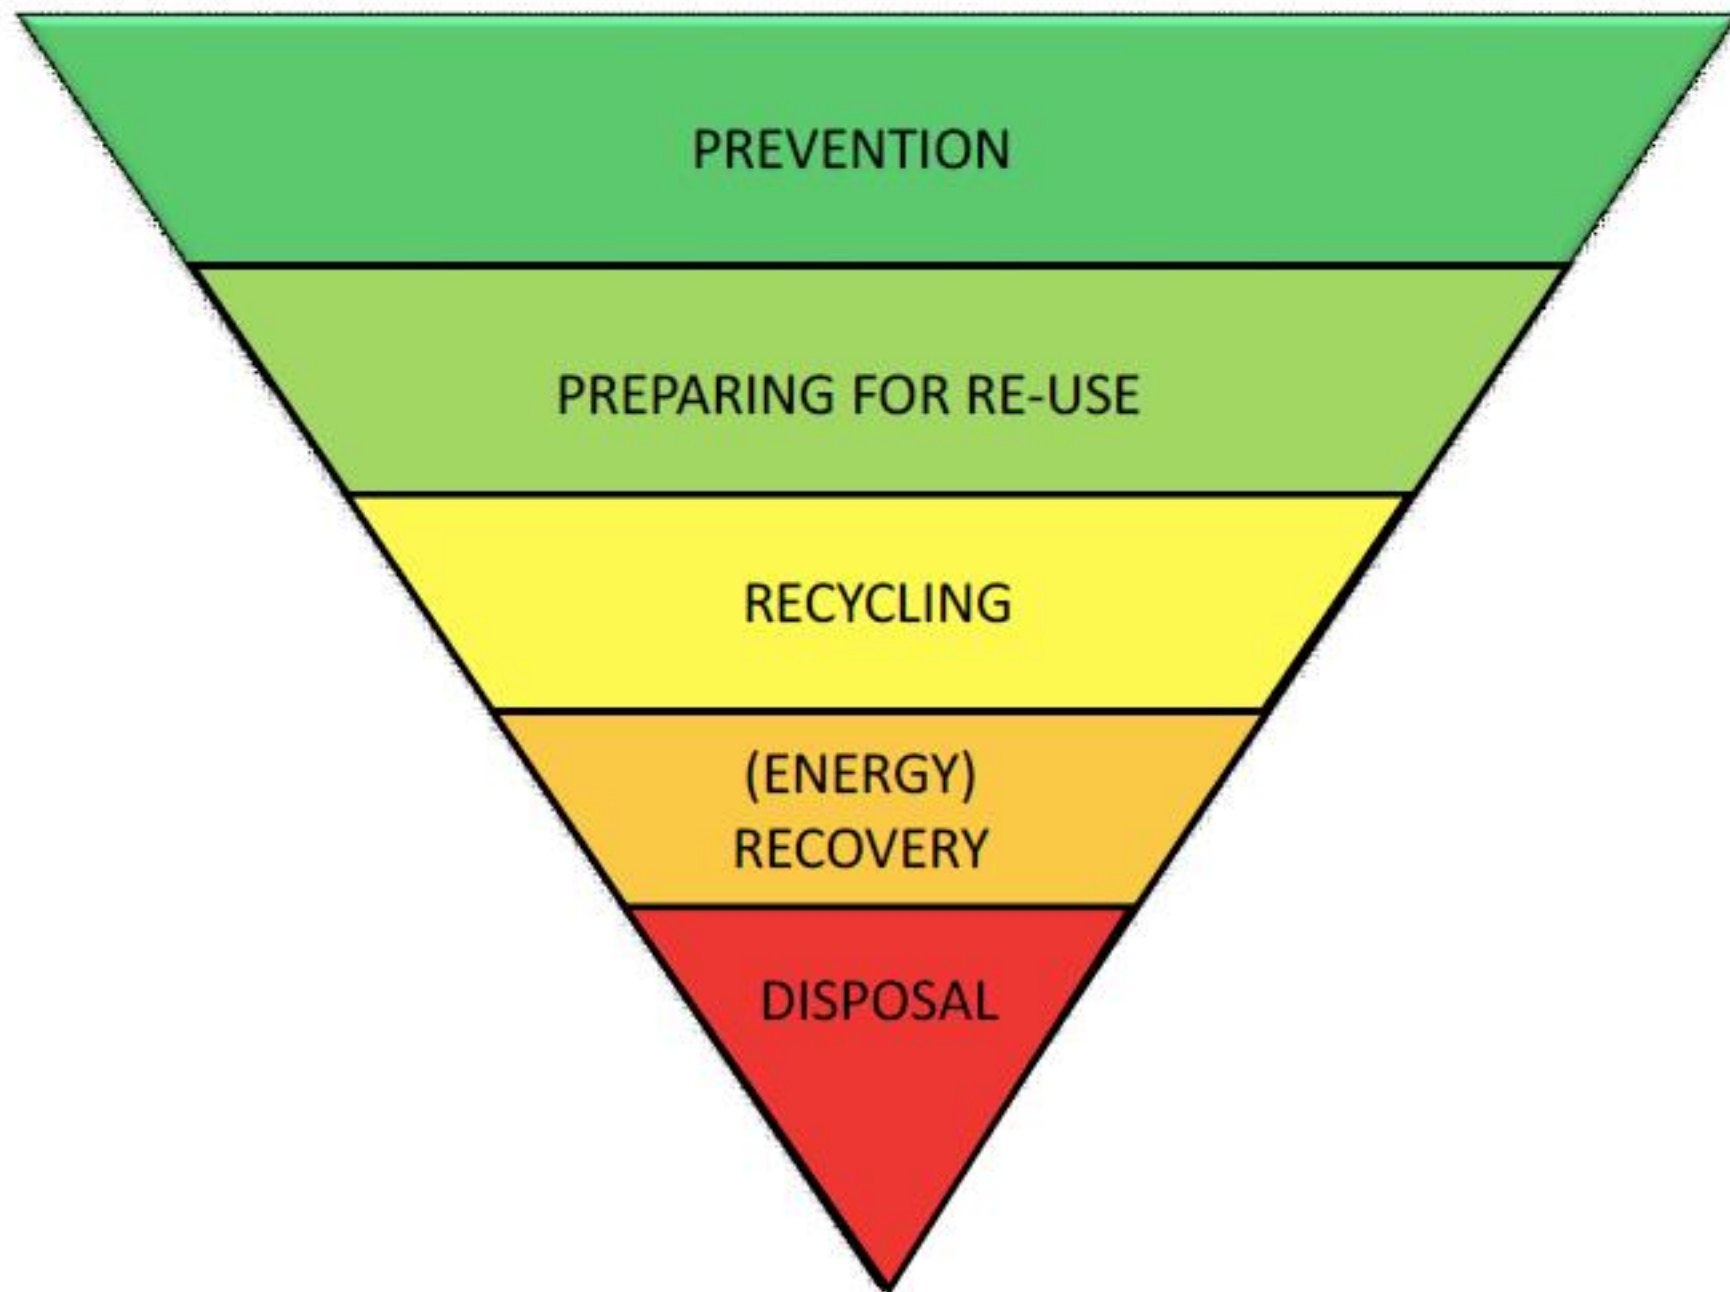 PREVENTION
PREPARING FOR RE-USE
RECYCLING
(ENERGY)
RECOVERY
DISPOSAL